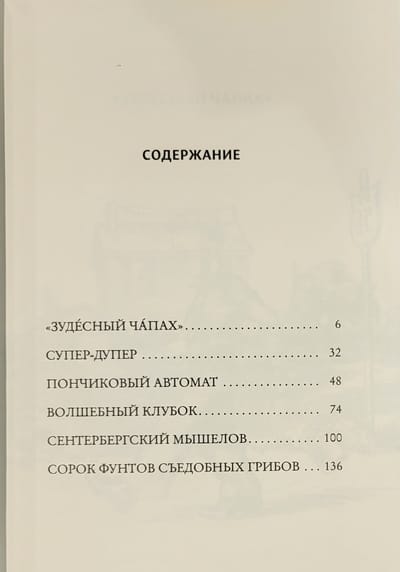 СОДЕРЖАНИЕ
«ЗУДЕ́СНЫЙ ЧА́ПАХ» ..................... 6
СУПЕР-ДУПЕР ............................ 32
ПОНЧИКОВЫЙ АВТОМАТ ............... 48
ВОЛШЕБНЫЙ КЛУБОК .................. 74
СЕНТЕРБЕРГСКИЙ МЫШЕЛОВ ........... 100
СОРОК ФУНТОВ СЪЕДОБНЫХ ГРИБОВ ... 136